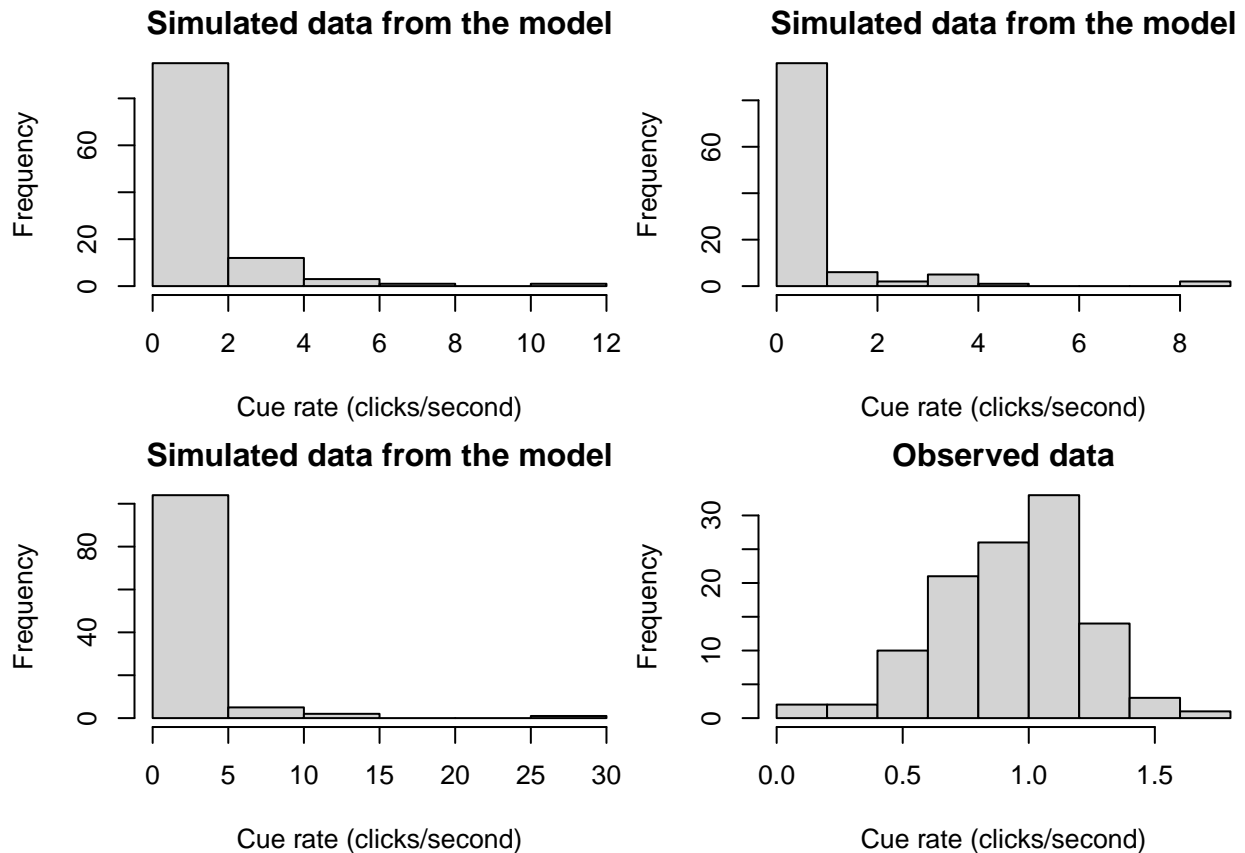 Simulated data from the model
Frequency
0 20 60
0 2 4 6 8 10 12
Cue rate (clicks/second)
Simulated data from the model
Frequency
0 20 60
0 2 4 6 8
Cue rate (clicks/second)
Simulated data from the model
Frequency
0 40 80
0 5 10 15 20 25 30
Cue rate (clicks/second)
Observed data
Frequency
0 10 20 30
0.0 0.5 1.0 1.5
Cue rate (clicks/second)